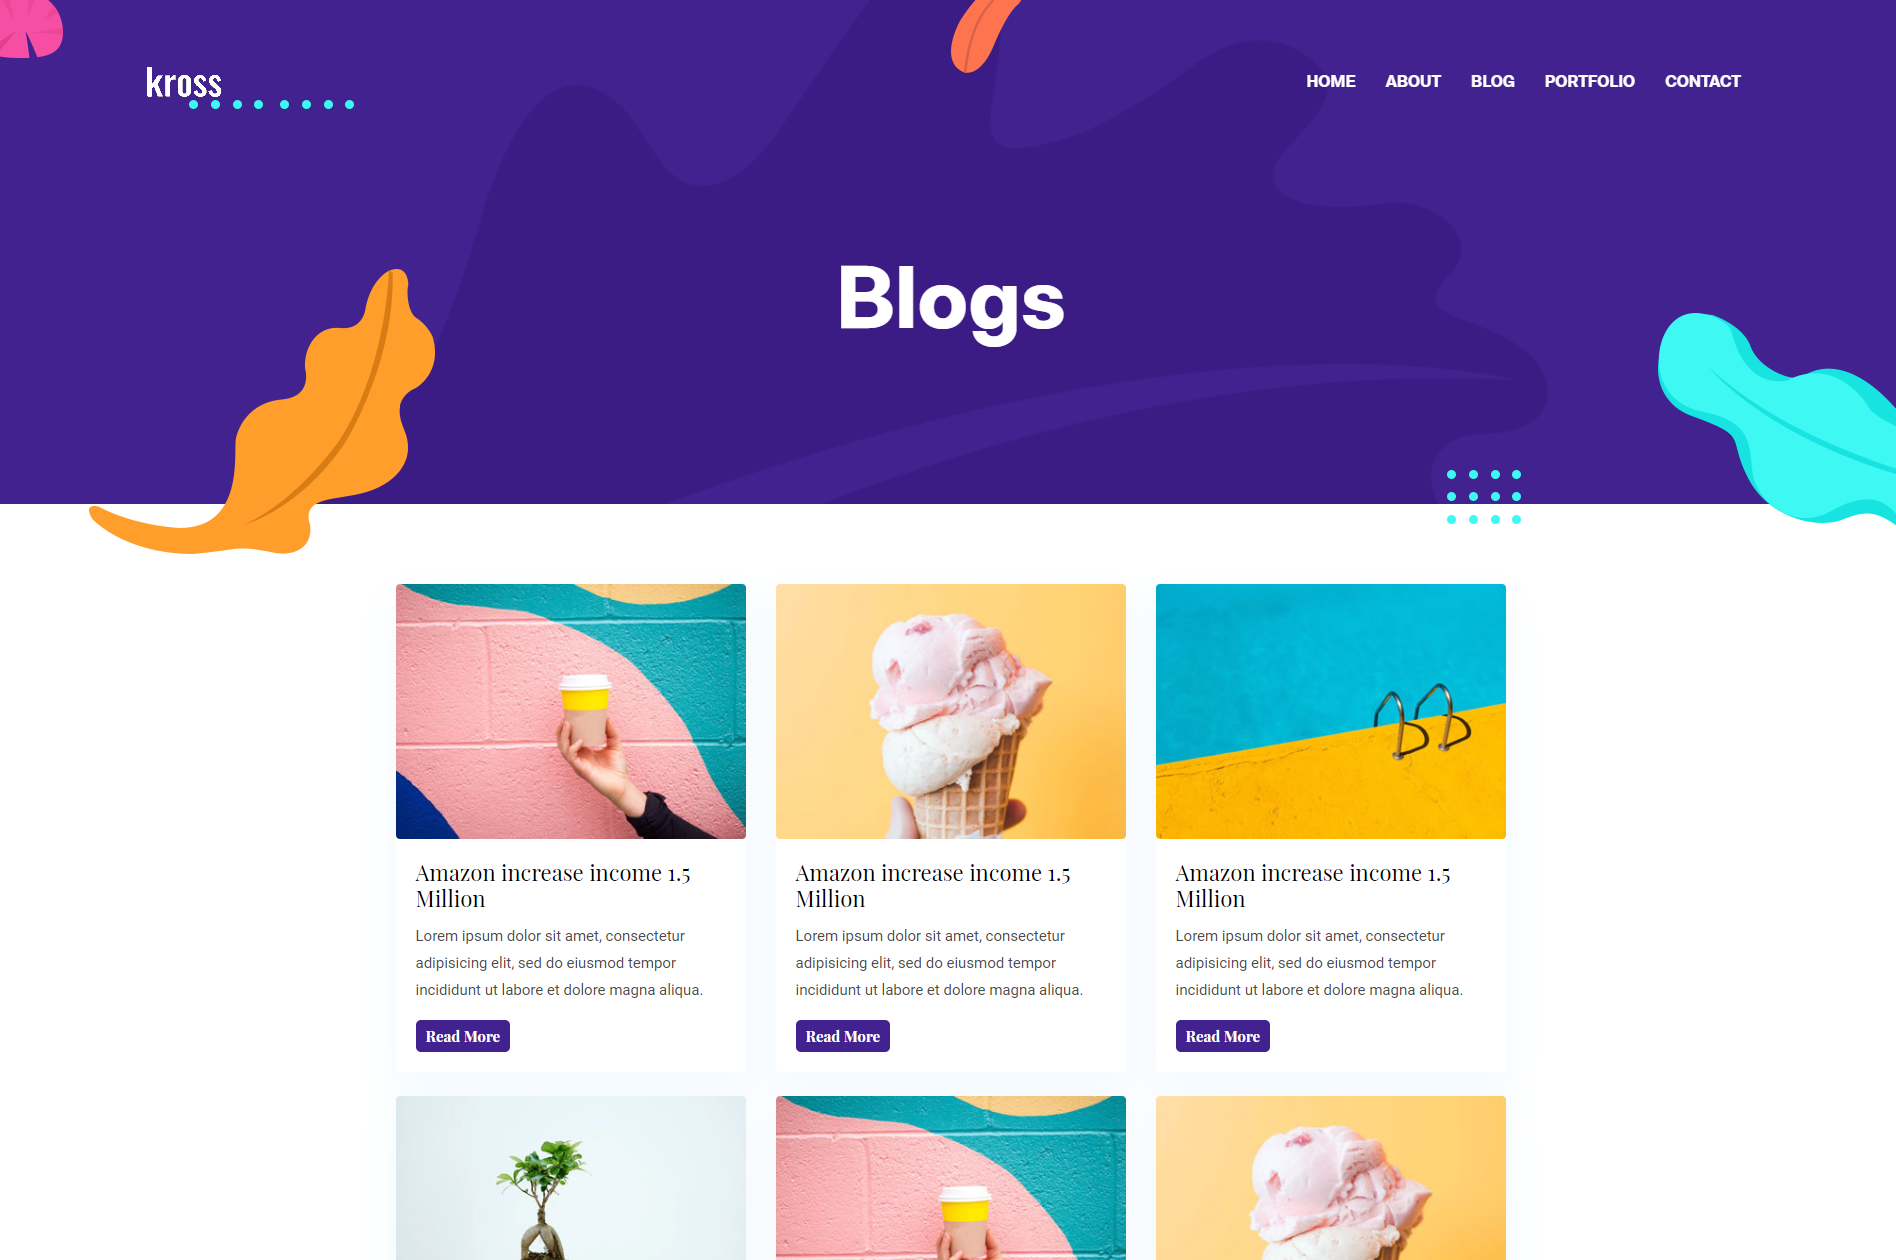 kross
HOME ABOUT BLOG PORTFOLIO CONTACT
Blogs
Amazon increase income 1.5
Million
Lorem ipsum dolor sit amet, consectetur
adipisicing elit, sed do eiusmod tempor
incididunt ut labore et dolore magna aliqua.
Read More
Amazon increase income 1.5
Million
Lorem ipsum dolor sit amet, consectetur
adipisicing elit, sed do eiusmod tempor
incididunt ut labore et dolore magna aliqua.
Read More
Amazon increase income 1.5
Million
Lorem ipsum dolor sit amet, consectetur
adipisicing elit, sed do eiusmod tempor
incididunt ut labore et dolore magna aliqua.
Read More